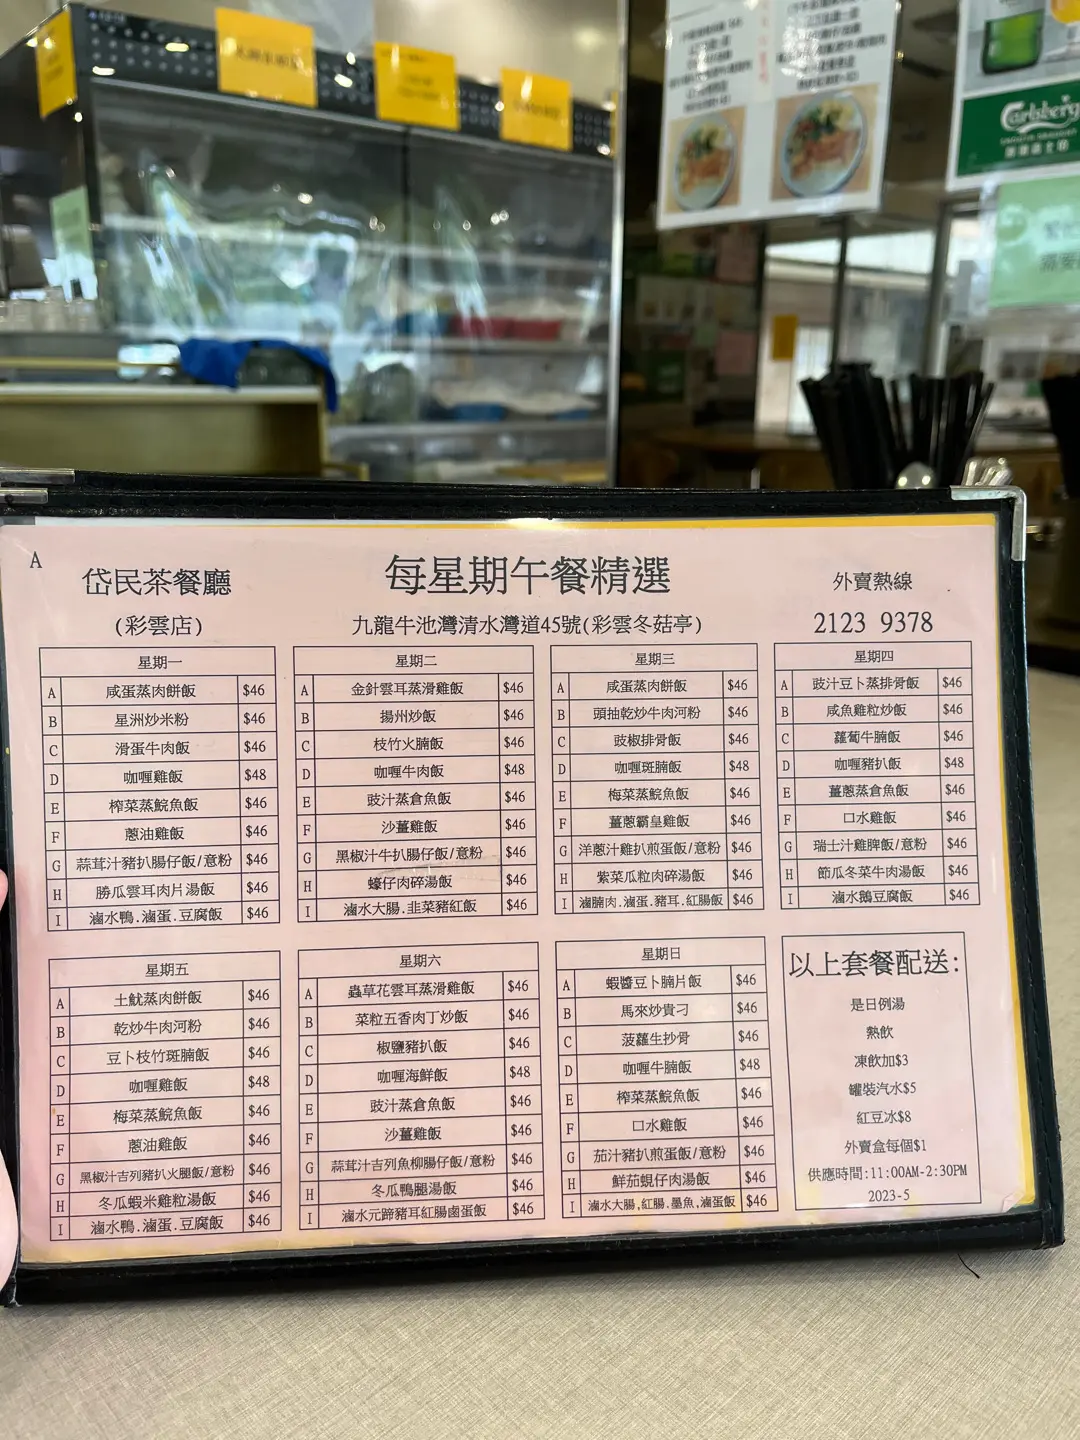 Carlsberg
A
岱民茶餐廳
(彩雲店)
每星期午餐精選
九龍牛池灣清水灣道45號(彩雲冬菇亭)
外賣熱線
2123 9378
星期一
A 咸蛋蒸肉餅飯 $46
B 星洲炒米粉 $46
C 滑蛋牛肉飯 $46
D 咖喱雞飯 $48
E 榨菜蒸鯇魚飯 $46
F 蔥油雞飯 $46
G 蒜茸汁豬扒腸仔飯/意粉 $46
H 勝瓜雲耳肉片湯飯 $46
I 滷水鴨.滷蛋.豆腐飯 $46
星期二
A 金針雲耳蒸滑雞飯 $46
B 揚州炒飯 $46
C 枝竹火腩飯 $46
D 咖喱牛肉飯 $48
E 豉汁蒸倉魚飯 $46
F 沙薑雞飯 $46
G 黑椒汁牛扒腸仔飯/意粉 $46
H 蠔仔肉碎湯飯 $46
I 滷水大腸.韭菜豬紅飯 $46
星期三
A 咸蛋蒸肉餅飯 $46
B 頭抽乾炒牛肉河粉 $46
C 豉椒排骨飯 $46
D 咖喱斑腩飯 $48
E 梅菜蒸鯇魚飯 $46
F 薑蔥霸皇雞飯 $46
G 洋蔥汁雞扒煎蛋飯/意粉 $46
H 紫菜瓜粒肉碎湯飯 $46
I 滷腩肉.滷蛋.豬耳.紅腸飯 $46
星期四
A 豉汁豆卜蒸排骨飯 $46
B 咸魚雞粒炒飯 $46
C 蘿蔔牛腩飯 $46
D 咖喱豬扒飯 $48
E 薑蔥蒸倉魚飯 $46
F 口水雞飯 $46
G 瑞士汁雞脾飯/意粉 $46
H 節瓜冬菜牛肉湯飯 $46
I 滷水鵝豆腐飯 $46
星期五
A 土魷蒸肉餅飯 $46
B 乾炒牛肉河粉 $46
C 豆卜枝竹斑腩飯 $46
D 咖喱雞飯 $48
E 梅菜蒸鯇魚飯 $46
F 蔥油雞飯 $46
G 黑椒汁吉列豬扒火腿飯/意粉 $46
H 冬瓜蝦米雞粒湯飯 $46
I 滷水鴨.滷蛋.豆腐飯 $46
星期六
A 蟲草花雲耳蒸滑雞飯 $46
B 菜粒五香肉丁炒飯 $46
C 椒鹽豬扒飯 $46
D 咖喱海鮮飯 $48
E 豉汁蒸倉魚飯 $46
F 沙薑雞飯 $46
G 蒜茸汁吉列魚柳腸仔飯/意粉 $46
H 冬瓜鴨腿湯飯 $46
I 滷水元蹄豬耳紅腸鹵蛋飯 $46
星期日
A 蝦醬豆卜腩片飯 $46
B 馬來炒貴刁 $46
C 菠蘿生抄骨 $46
D 咖喱牛腩飯 $48
E 榨菜蒸鯇魚飯 $46
F 口水雞飯 $46
G 茄汁豬扒煎蛋飯/意粉 $46
H 鮮茄蜆仔肉湯飯 $46
I 滷水大腸,紅腸.墨魚,滷蛋飯 $46
以上套餐配送:
是日例湯
熱飲
凍飲加$3
罐裝汽水$5
紅豆冰$8
外賣盒每個$1
供應時間:11:00AM-2:30PM
2023-5